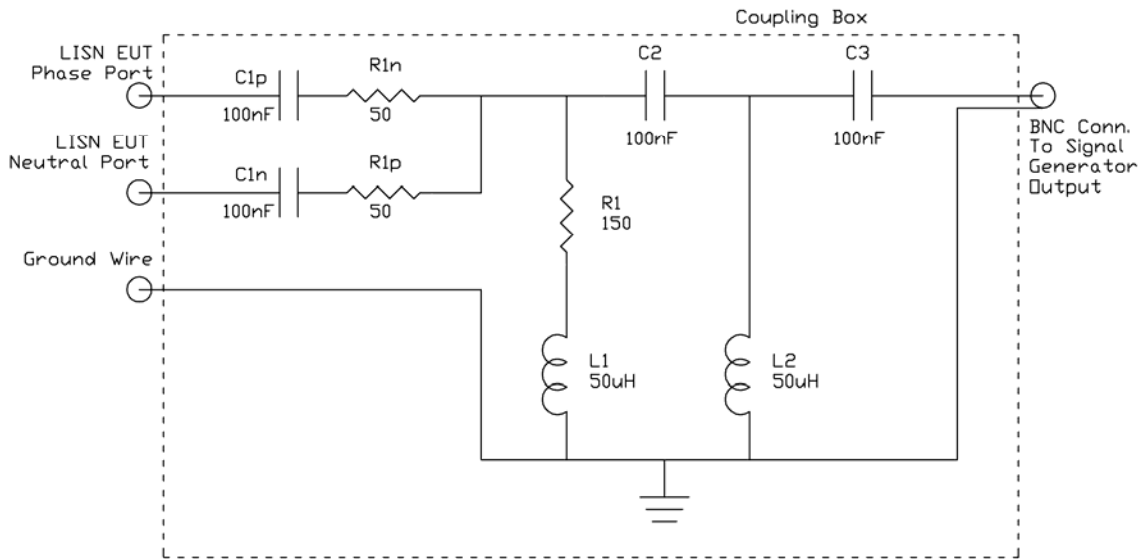 Coupling Box
LISN EUT
Phase Port
C1p
100nF
R1n
50
C2
100nF
C3
100nF
BNC Conn.
To Signal
Generator
Output
LISN EUT
Neutral Port
C1n
100nF
R1p
50
R1
150
Ground Wire
L1
50uH
L2
50uH